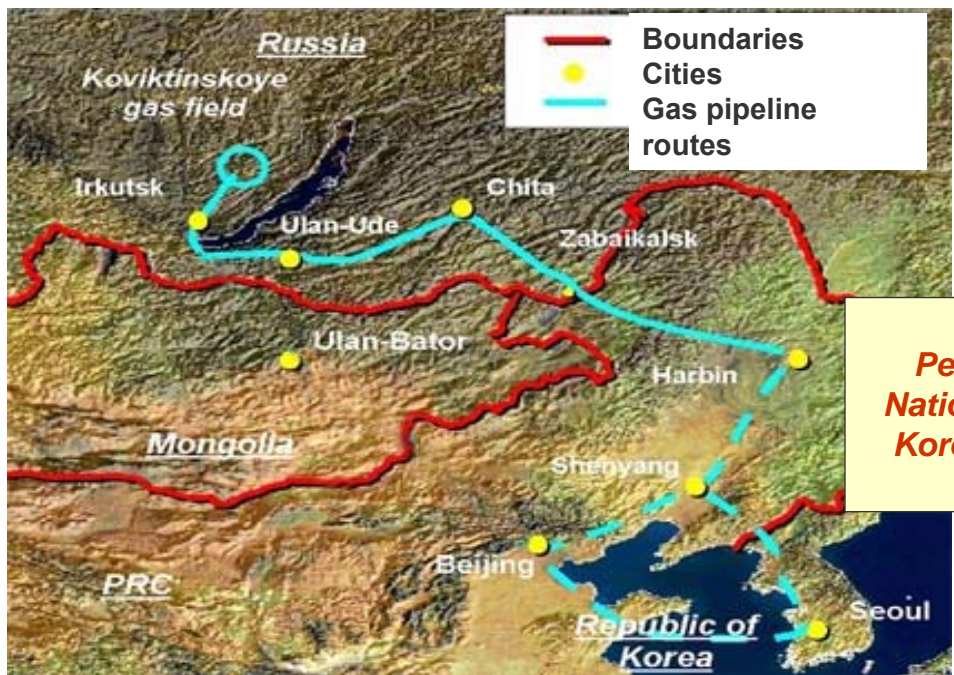 Russia
Koviktinskoye
gas field
Boundaries
Cities
Gas pipeline
routes
Irkutsk
Ulan-Ude
Chita
Zabaikalsk
Ulan-Bator
Harbin
Mongolla
Shenyang
Beijing
PRC
Republic of
Korea
Seoul